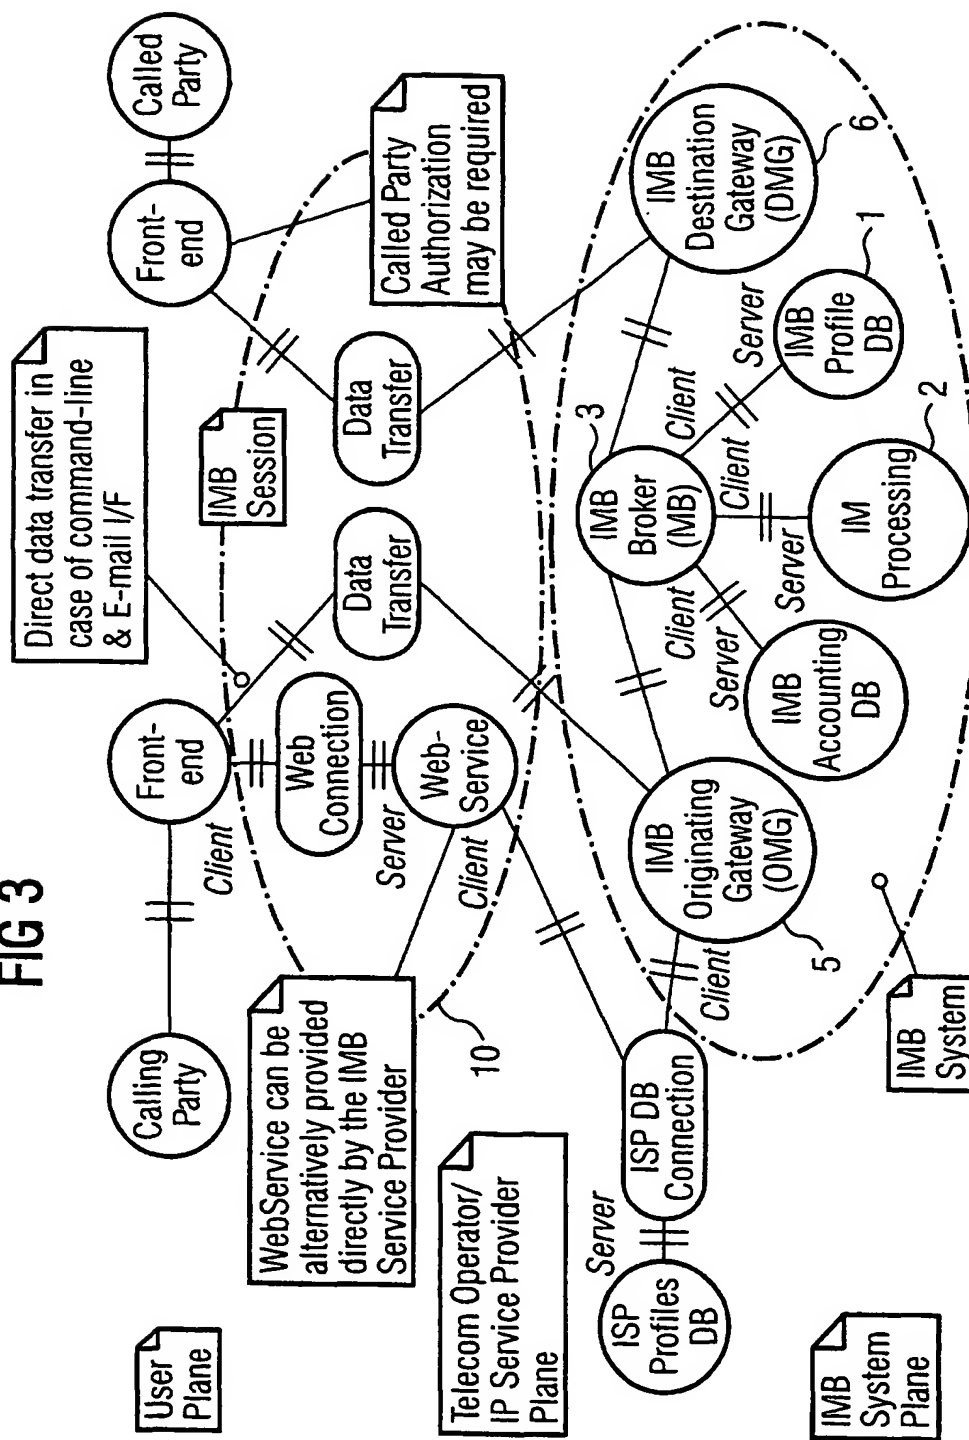 FIG 3
User
Plane
Calling
Party
Client
Front-
end
Direct data transfer in
case of command-line
& E-mail I/F
Front-
end
Called
Party
WebService can be
alternatively provided
directly by the IMB
Service Provider
10
Web
Connection
Server
Web-
Service
Client
IMB
Session
Data
Transfer
Data
Transfer
Called Party
Authorization
may be required
Telecom Operator/
IP Service Provider
Plane
ISP
Profiles
DB
Server
ISP DB
Connection
Client
IMB
Originating
Gateway
(OMG)
5
IMB
Broker
(MB)
3
Client
Server
Client
Server
Client
Server
IMB
Accounting
DB
IM
Processing
2
IMB
Profile
DB
1
IMB
Destination
Gateway
(DMG)
6
IMB
System
Plane
IMB
System